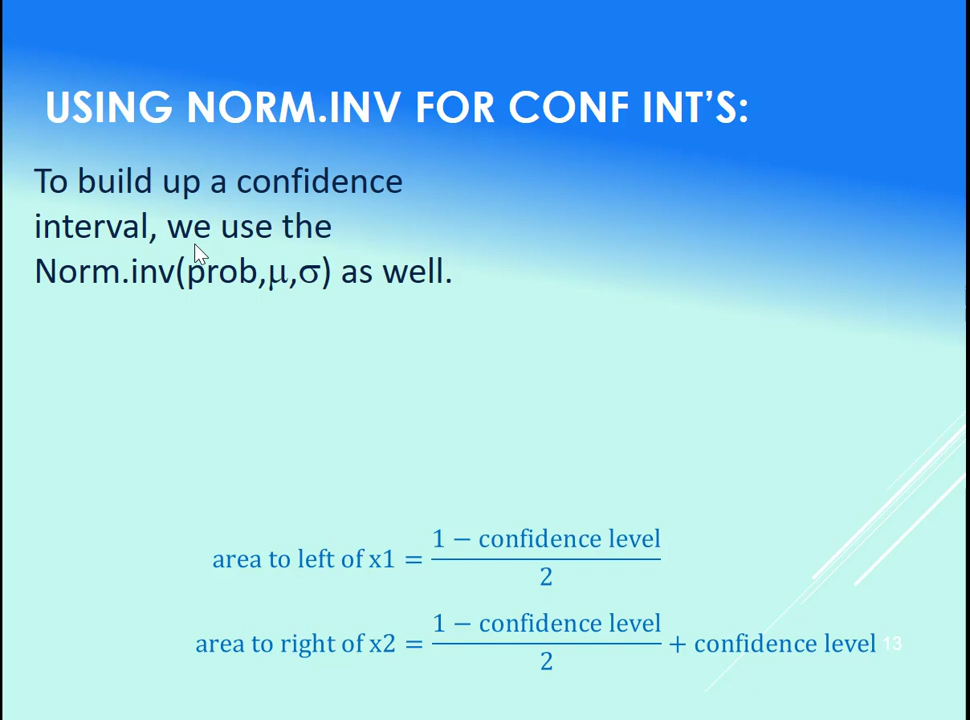 USING NORM.INV FOR CONF INT'S:
To build up a confidence
interval, we use the
Norm.inv(prob,μ,σ) as well.
area to left of x1 = (1 − confidence level)/2
area to right of x2 = (1 − confidence level)/2 + confidence level
13